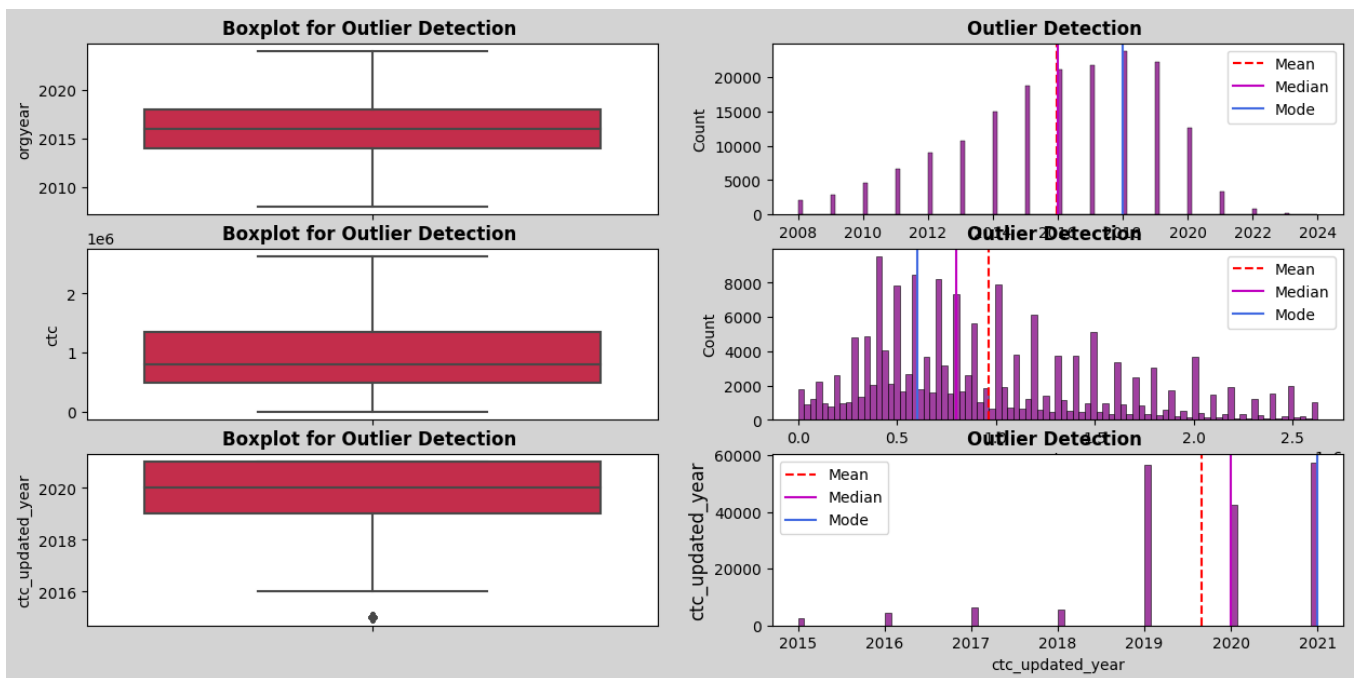 Boxplot for Outlier Detection
orgyear
2020
2015
2010
Outlier Detection
Count
20000
15000
10000
5000
0
Mean
Median
Mode
2008 2010 2012 2014 2016 2018 2020 2022 2024
Boxplot for Outlier Detection
1e6
ctc
2
1
0
Outlier Detection
Count
8000
6000
4000
2000
0
Mean
Median
Mode
0.0 0.5 1.0 1.5 2.0 2.5
Boxplot for Outlier Detection
ctc_updated_year
2020
2018
2016
Outlier Detection
ctc_updated_year
60000
40000
20000
0
Mean
Median
Mode
2015 2016 2017 2018 2019 2020 2021
ctc_updated_year